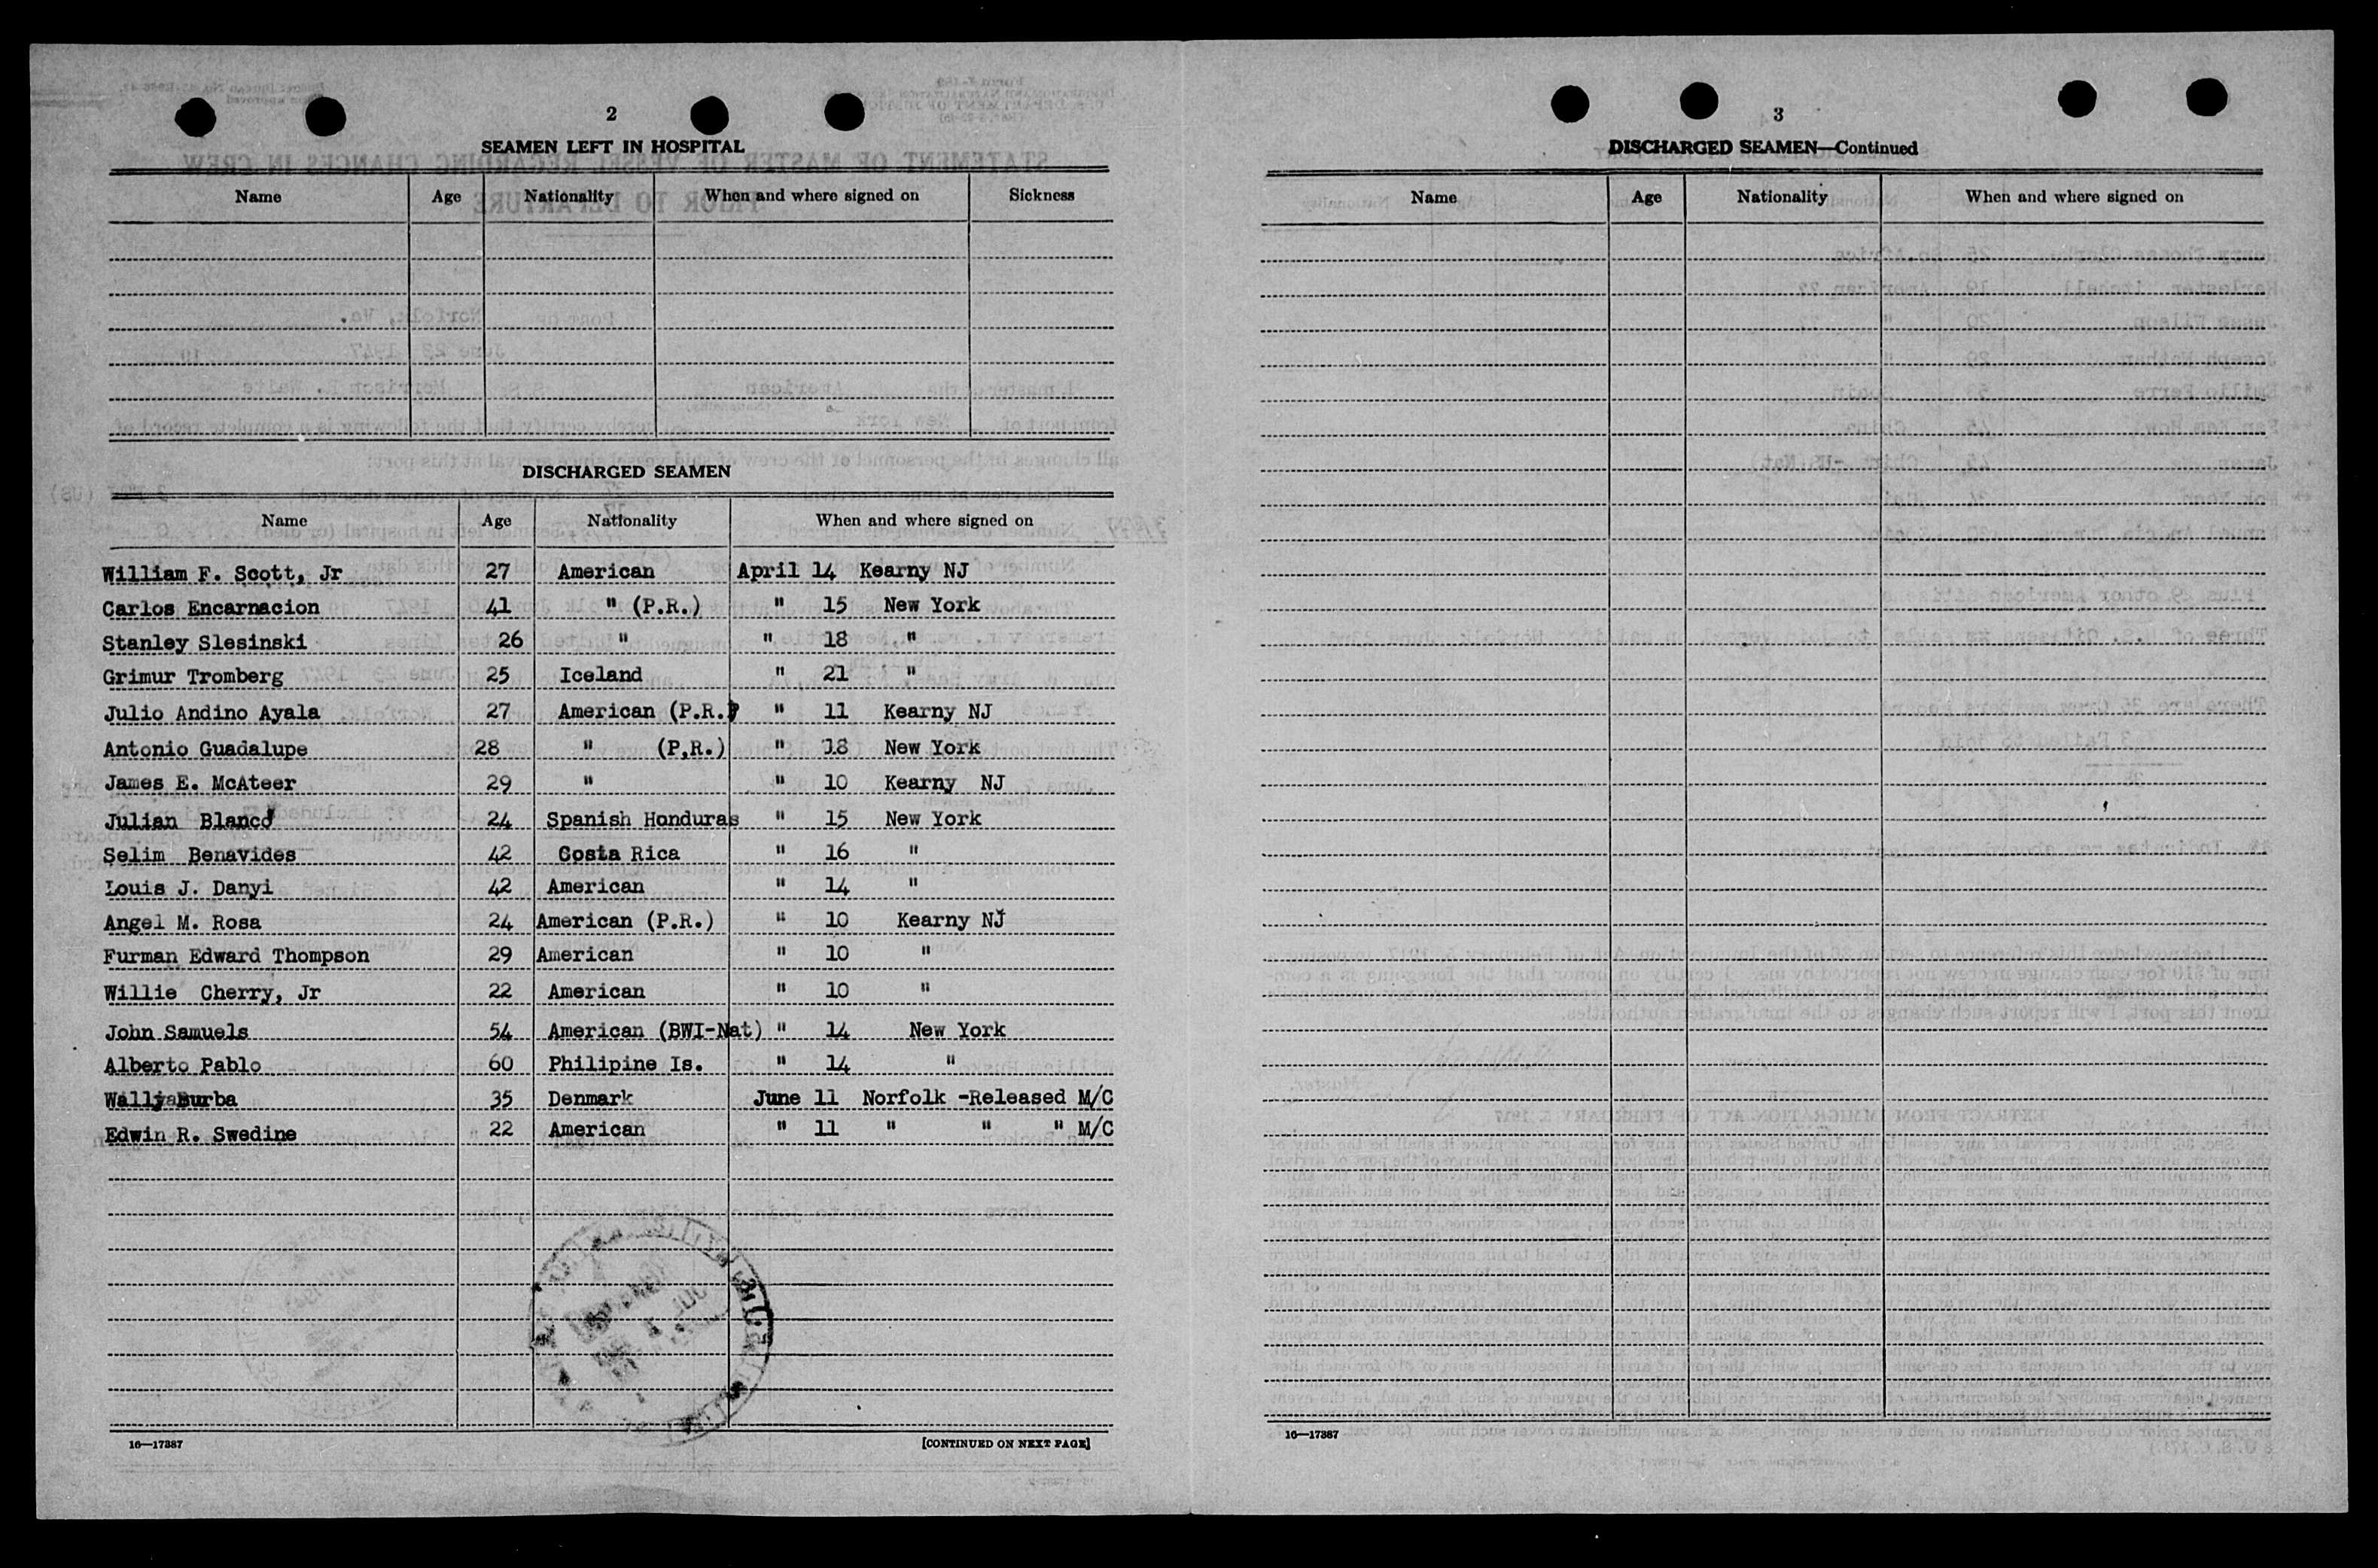 2
SEAMEN LEFT IN HOSPITAL
Name Age Nationality When and where signed on Sickness
DISCHARGED SEAMEN
Name Age Nationality When and where signed on
William F. Scott, Jr 27 American April 14 Kearny NJ
Carlos Encarnacion 41 " (P.R.) " 15 New York
Stanley Slesinski 26 " " 18 "
Grimur Tromberg 25 Iceland " 21 "
Julio Andino Ayala 27 American (P.R.) " 11 Kearny NJ
Antonio Guadalupe 28 " (P.R.) " 18 New York
James E. McAteer 29 " " 10 Kearny NJ
Julian Blanco 24 Spanish Honduras " 15 New York
Selim Benavides 42 Costa Rica " 16 "
Louis J. Danyi 42 American " 14 "
Angel M. Rosa 24 American (P.R.) " 10 Kearny NJ
Furman Edward Thompson 29 American " 10 "
Willie Cherry, Jr 22 American " 10 "
John Samuels 54 American (BWI-Nat) " 14 New York
Alberto Pablo 60 Philipine Is. " 14 "
Burba 35 Denmark June 11 Norfolk -Released M/C
Edwin R. Swedine 22 American " 11 " " " M/C
16—17387 [CONTINUED ON NEXT PAGE]
3
DISCHARGED SEAMEN—Continued
Name Age Nationality When and where signed on
16—17387